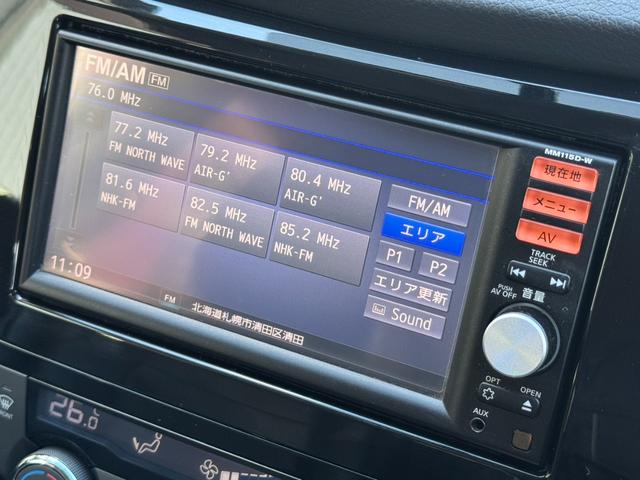 FM/AM FM
76.0 MHz
77.2 MHz
FM NORTH WAVE
79.2 MHz
AIR-G'
80.4 MHz
AIR-G'
81.6 MHz
NHK-FM
82.5 MHz
FM NORTH WAVE
85.2 MHz
NHK-FM
FM/AM
エリア
P1 P2
エリア更新
Sound
11:09
FM
北海道札幌市清田区清田
MM115D-W
現在地
メニュー
AV
TRACK
SEEK
PUSH
AV OFF
音量
OPT
OPEN
AUX
26.0